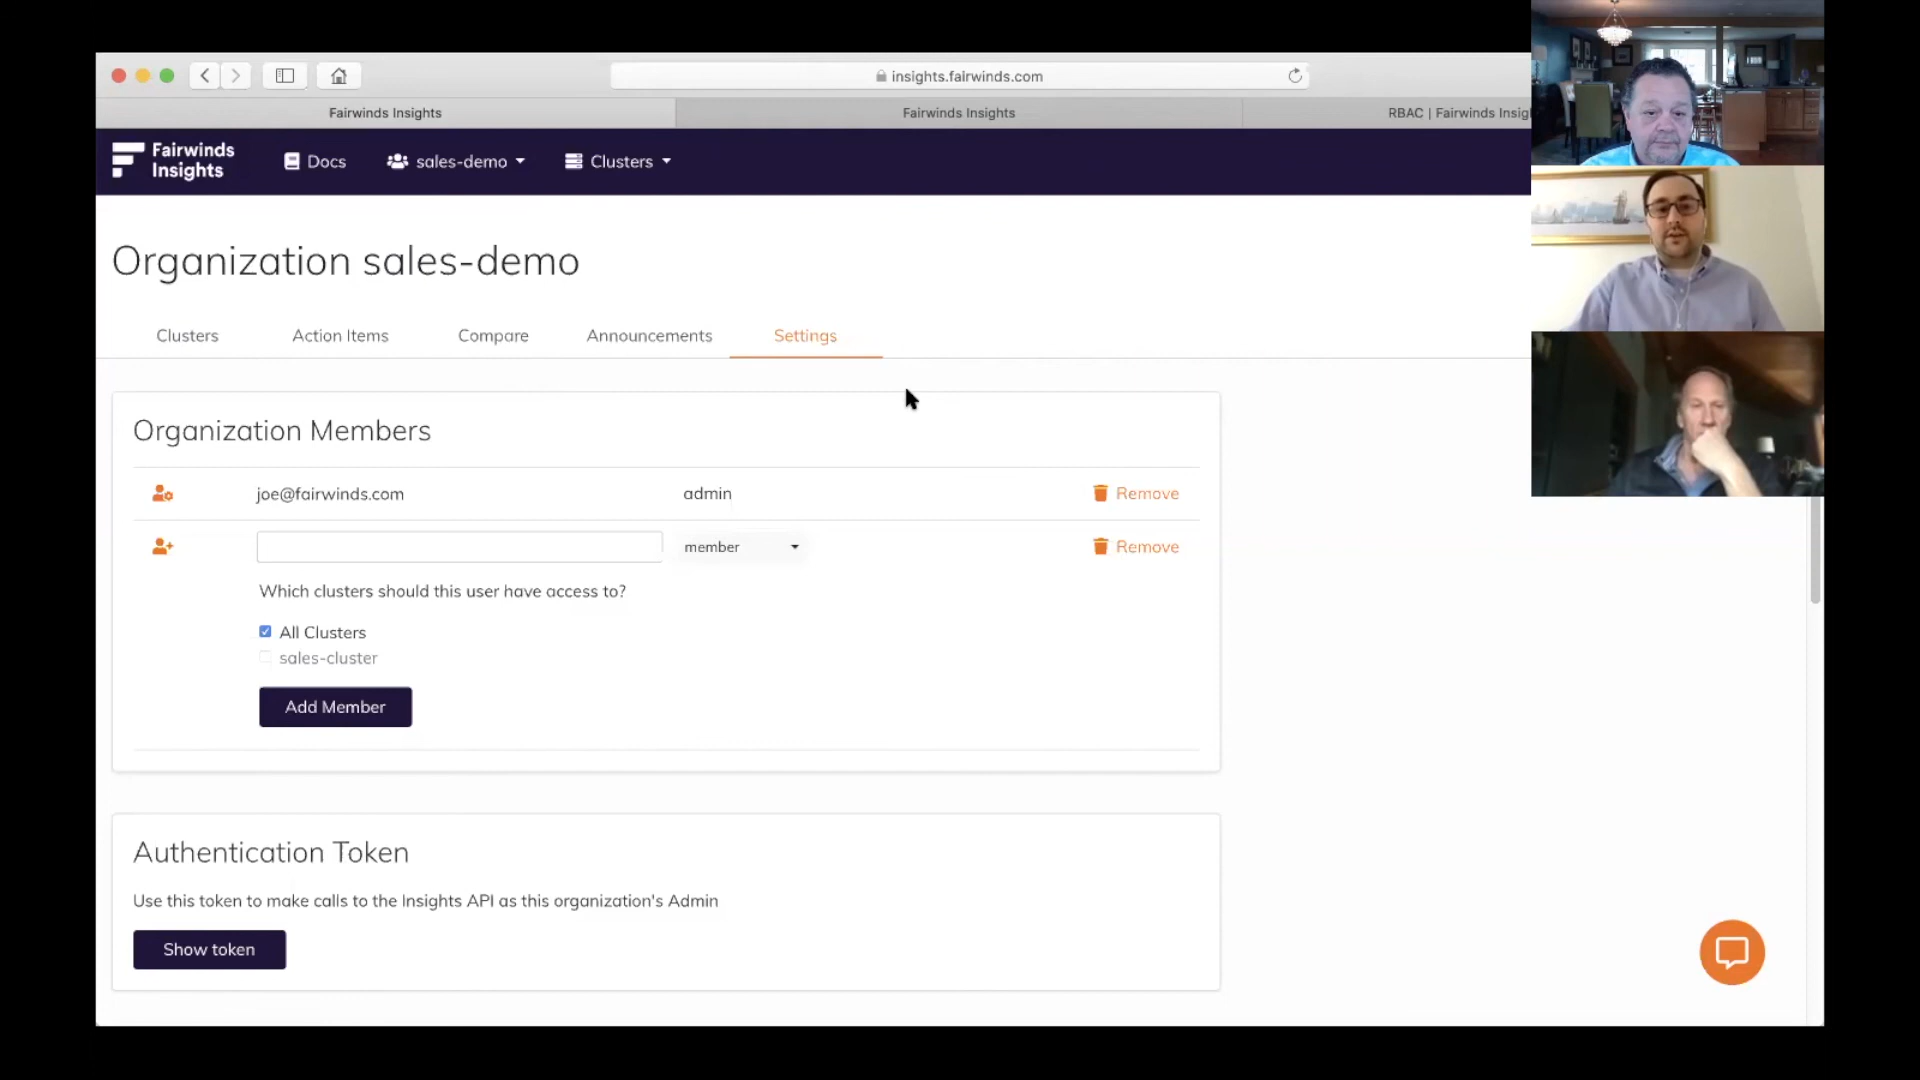 insights.fairwinds.com
Fairwinds Insights
Fairwinds Insights
RBAC | Fairwinds Insig
Fairwinds
Insights
Docs
sales-demo
Clusters
Organization sales-demo
Clusters
Action Items
Compare
Announcements
Settings
Organization Members
joe@fairwinds.com
admin
Remove
member
Remove
Which clusters should this user have access to?
All Clusters
sales-cluster
Add Member
Authentication Token
Use this token to make calls to the Insights API as this organization's Admin
Show token